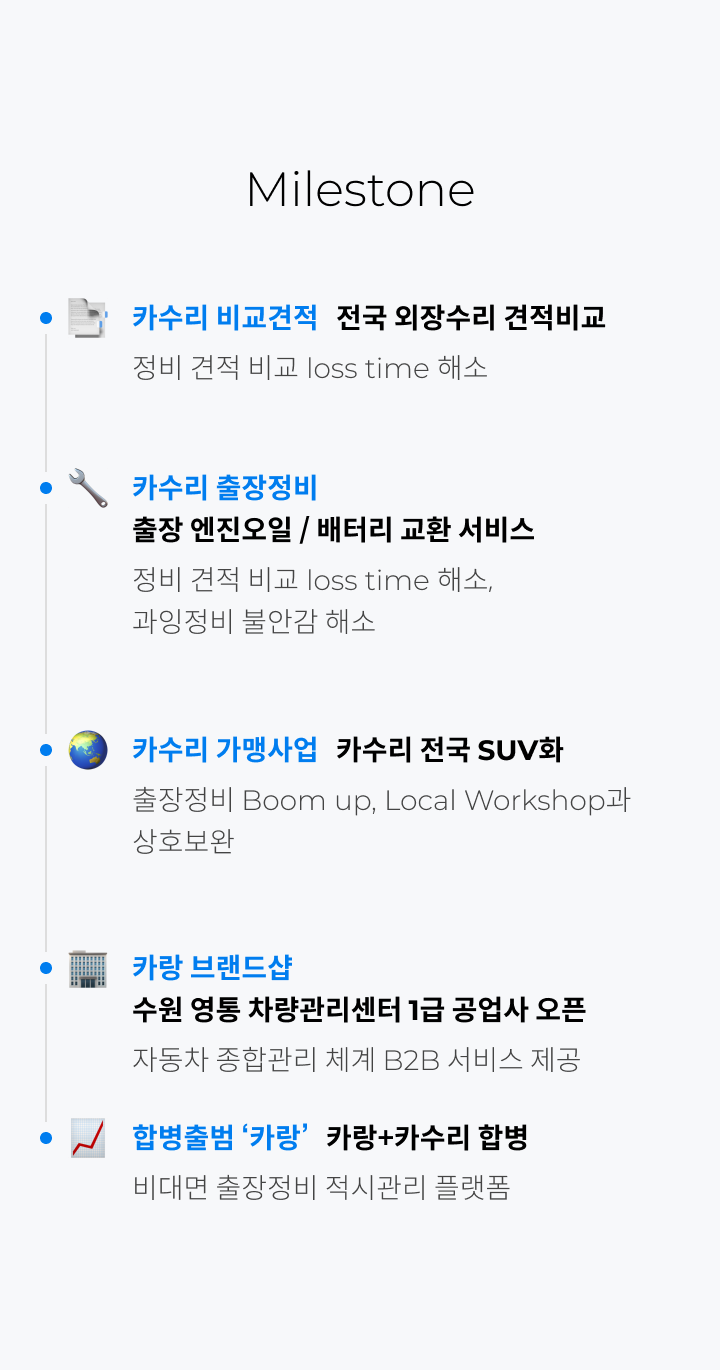 Milestone
카수리 비교견적 전국 외장수리 견적비교
정비 견적 비교 loss time 해소
카수리 출장정비
출장 엔진오일 / 배터리 교환 서비스
정비 견적 비교 loss time 해소,
과잉정비 불안감 해소
카수리 가맹사업 카수리 전국 SUV화
출장정비 Boom up, Local Workshop과
상호보완
카랑 브랜드샵
수원 영통 차량관리센터 1급 공업사 오픈
자동차 종합관리 체계 B2B 서비스 제공
합병출범 ‘카랑’ 카랑+카수리 합병
비대면 출장정비 적시관리 플랫폼